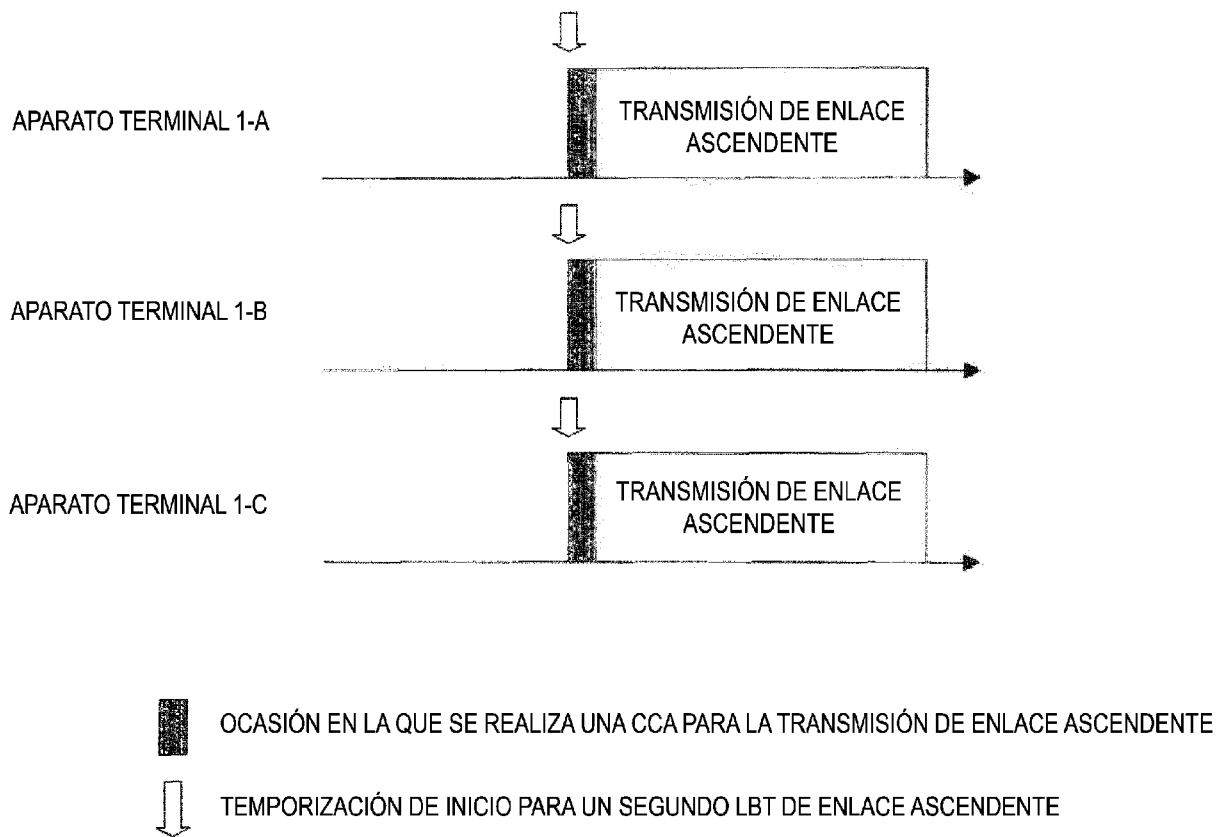 APARATO TERMINAL 1-A
TRANSMISIÓN DE ENLACE
ASCENDENTE
APARATO TERMINAL 1-B
TRANSMISIÓN DE ENLACE
ASCENDENTE
APARATO TERMINAL 1-C
TRANSMISIÓN DE ENLACE
ASCENDENTE
OCASIÓN EN LA QUE SE REALIZA UNA CCA PARA LA TRANSMISIÓN DE ENLACE ASCENDENTE
TEMPORIZACIÓN DE INICIO PARA UN SEGUNDO LBT DE ENLACE ASCENDENTE